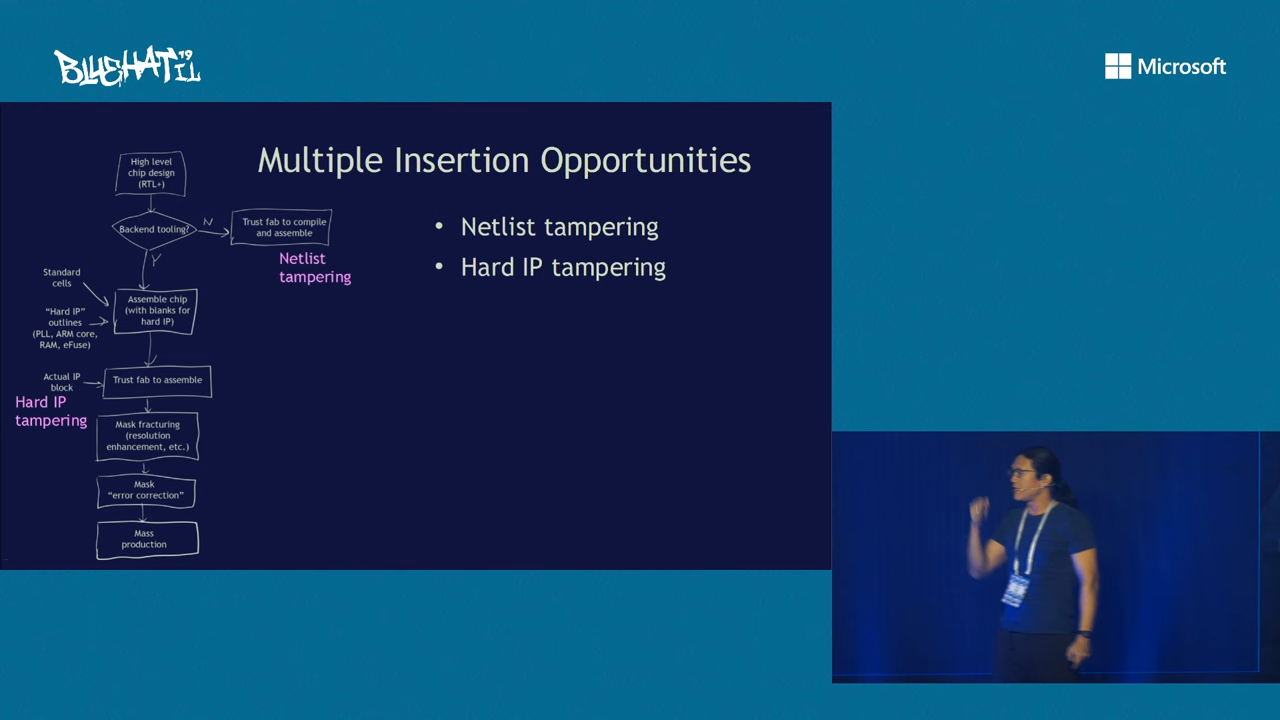 BLUEHAT IL '19
Microsoft
Multiple Insertion Opportunities
• Netlist tampering
• Hard IP tampering
High level
chip design
(RTL+)
Backend tooling?
N
Trust fab to compile
and assemble
Netlist
tampering
Y
Standard
cells
"Hard IP"
outlines
(PLL, ARM core,
RAM, eFuse)
Assemble chip
(with blanks for
hard IP)
Actual IP
block
Hard IP
tampering
Trust fab to assemble
Mask fracturing
(resolution
enhancement, etc.)
Mask
"error correction"
Mass
production